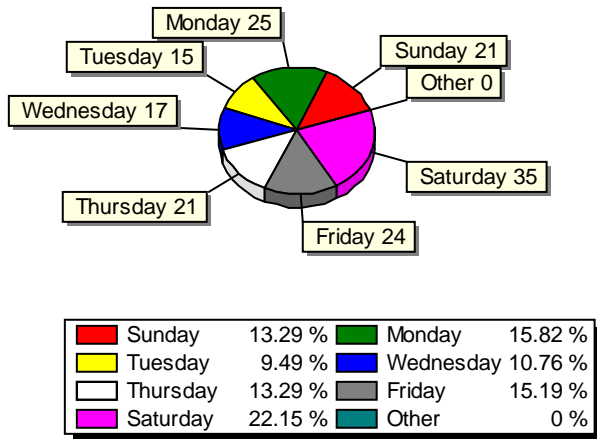 Monday 25
Sunday 21
Tuesday 15
Other 0
Wednesday 17
Saturday 35
Thursday 21
Friday 24
Sunday 13.29 % Monday 15.82 %
Tuesday 9.49 % Wednesday 10.76 %
Thursday 13.29 % Friday 15.19 %
Saturday 22.15 % Other 0 %